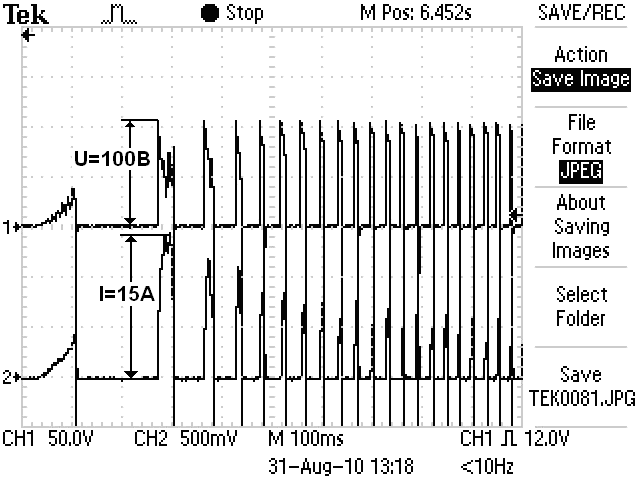 Tek Stop M Pos: 6.452s SAVE/REC
Action
Save Image
File
Format
JPEG
U=100В
About
Saving
Images
1
I=15А
Select
Folder
2
Save
TEK0081.JPG
CH1 50.0V CH2 500mV M 100ms CH1 12.0V
31-Aug-10 13:18 <10Hz